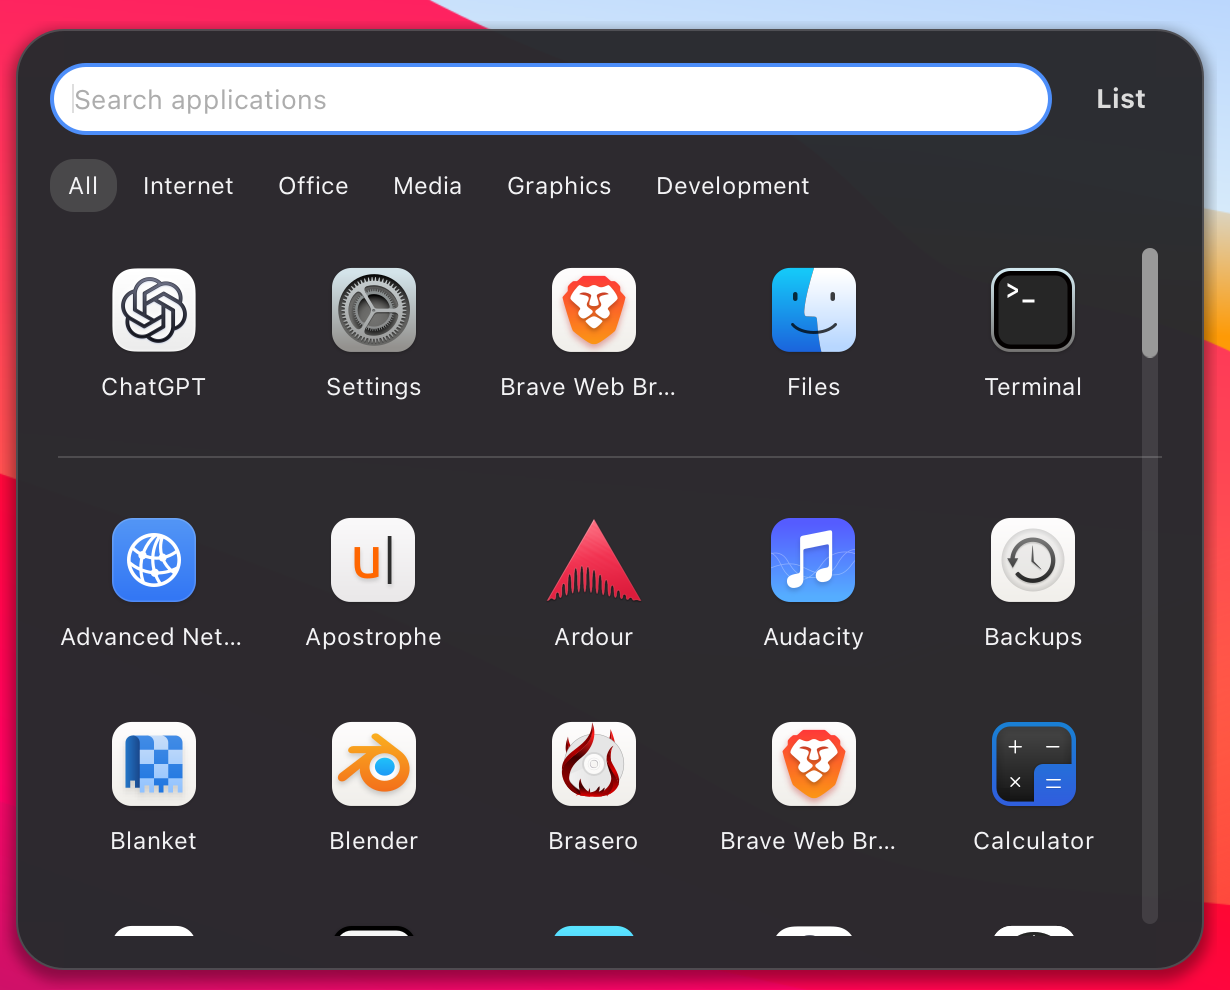 Search applications
List
All Internet Office Media Graphics Development
>_
ChatGPT Settings Brave Web Br... Files Terminal
u|
Advanced Net... Apostrophe Ardour Audacity Backups
+ −
× =
Blanket Blender Brasero Brave Web Br... Calculator